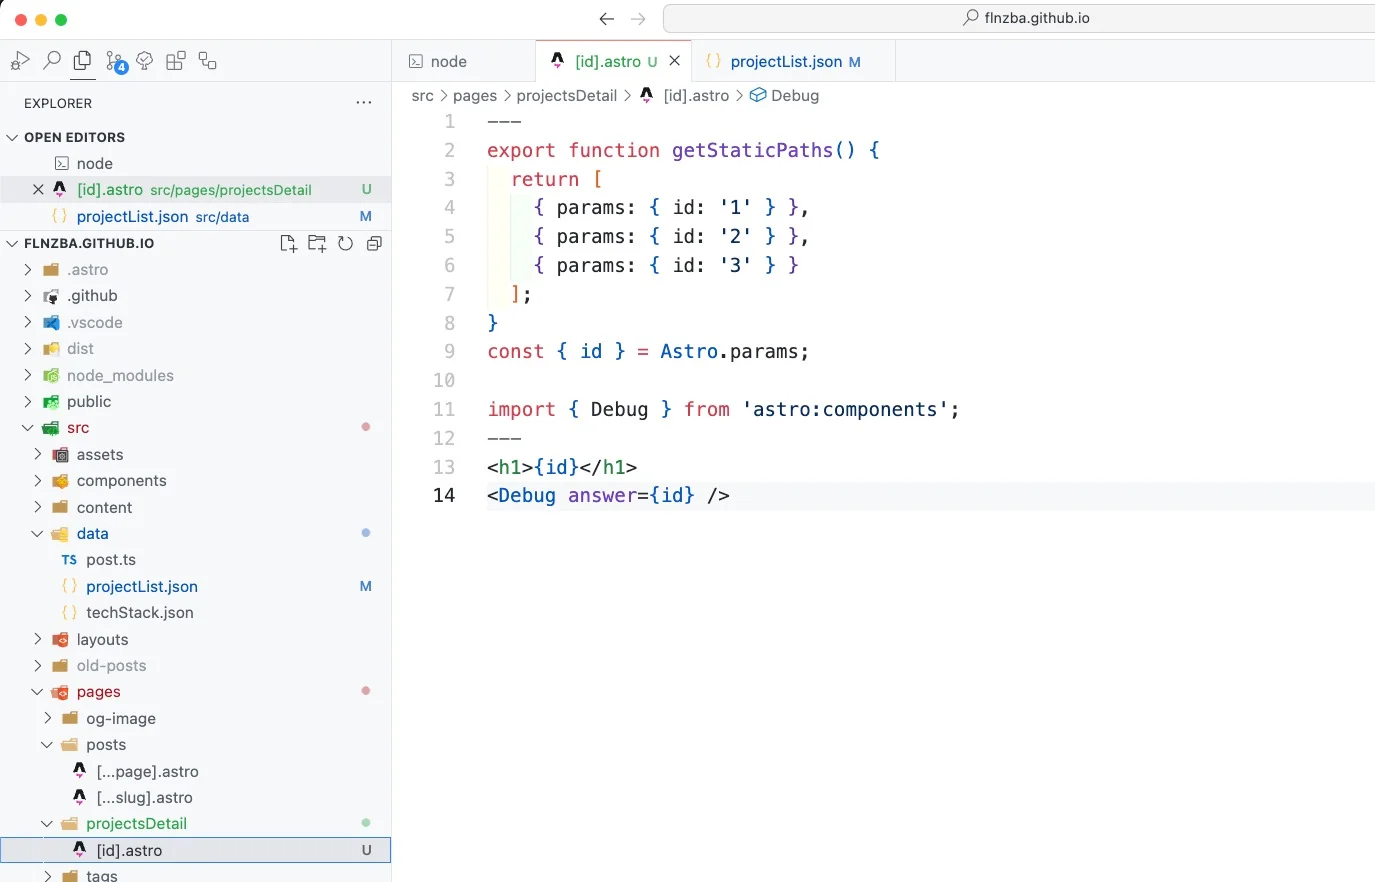 flnzba.github.io
4
EXPLORER
OPEN EDITORS
node
[id].astro src/pages/projectsDetail U
projectList.json src/data M
FLNZBA.GITHUB.IO
.astro
.github
.vscode
dist
node_modules
public
src
assets
components
content
data
TS post.ts
projectList.json M
techStack.json
layouts
old-posts
pages
og-image
posts
[...page].astro
[...slug].astro
projectsDetail
[id].astro U
tags
node
[id].astro U
projectList.json M
src > pages > projectsDetail > [id].astro > Debug
1 ---
2 export function getStaticPaths() {
3 return [
4 { params: { id: '1' } },
5 { params: { id: '2' } },
6 { params: { id: '3' } }
7 ];
8 }
9 const { id } = Astro.params;
10
11 import { Debug } from 'astro:components';
12 ---
13 <h1>{id}</h1>
14 <Debug answer={id} />